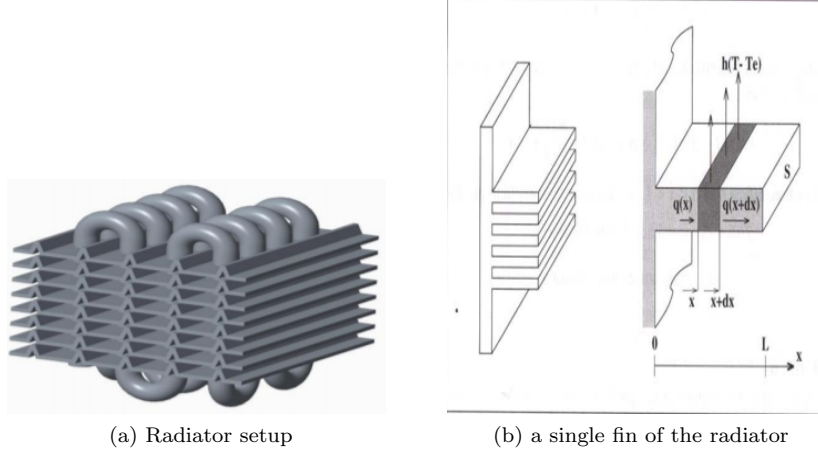 h(T- Te)
S
q(x)
q(x+dx)
x
x+dx
0
L
x
(a) Radiator setup
(b) a single fin of the radiator